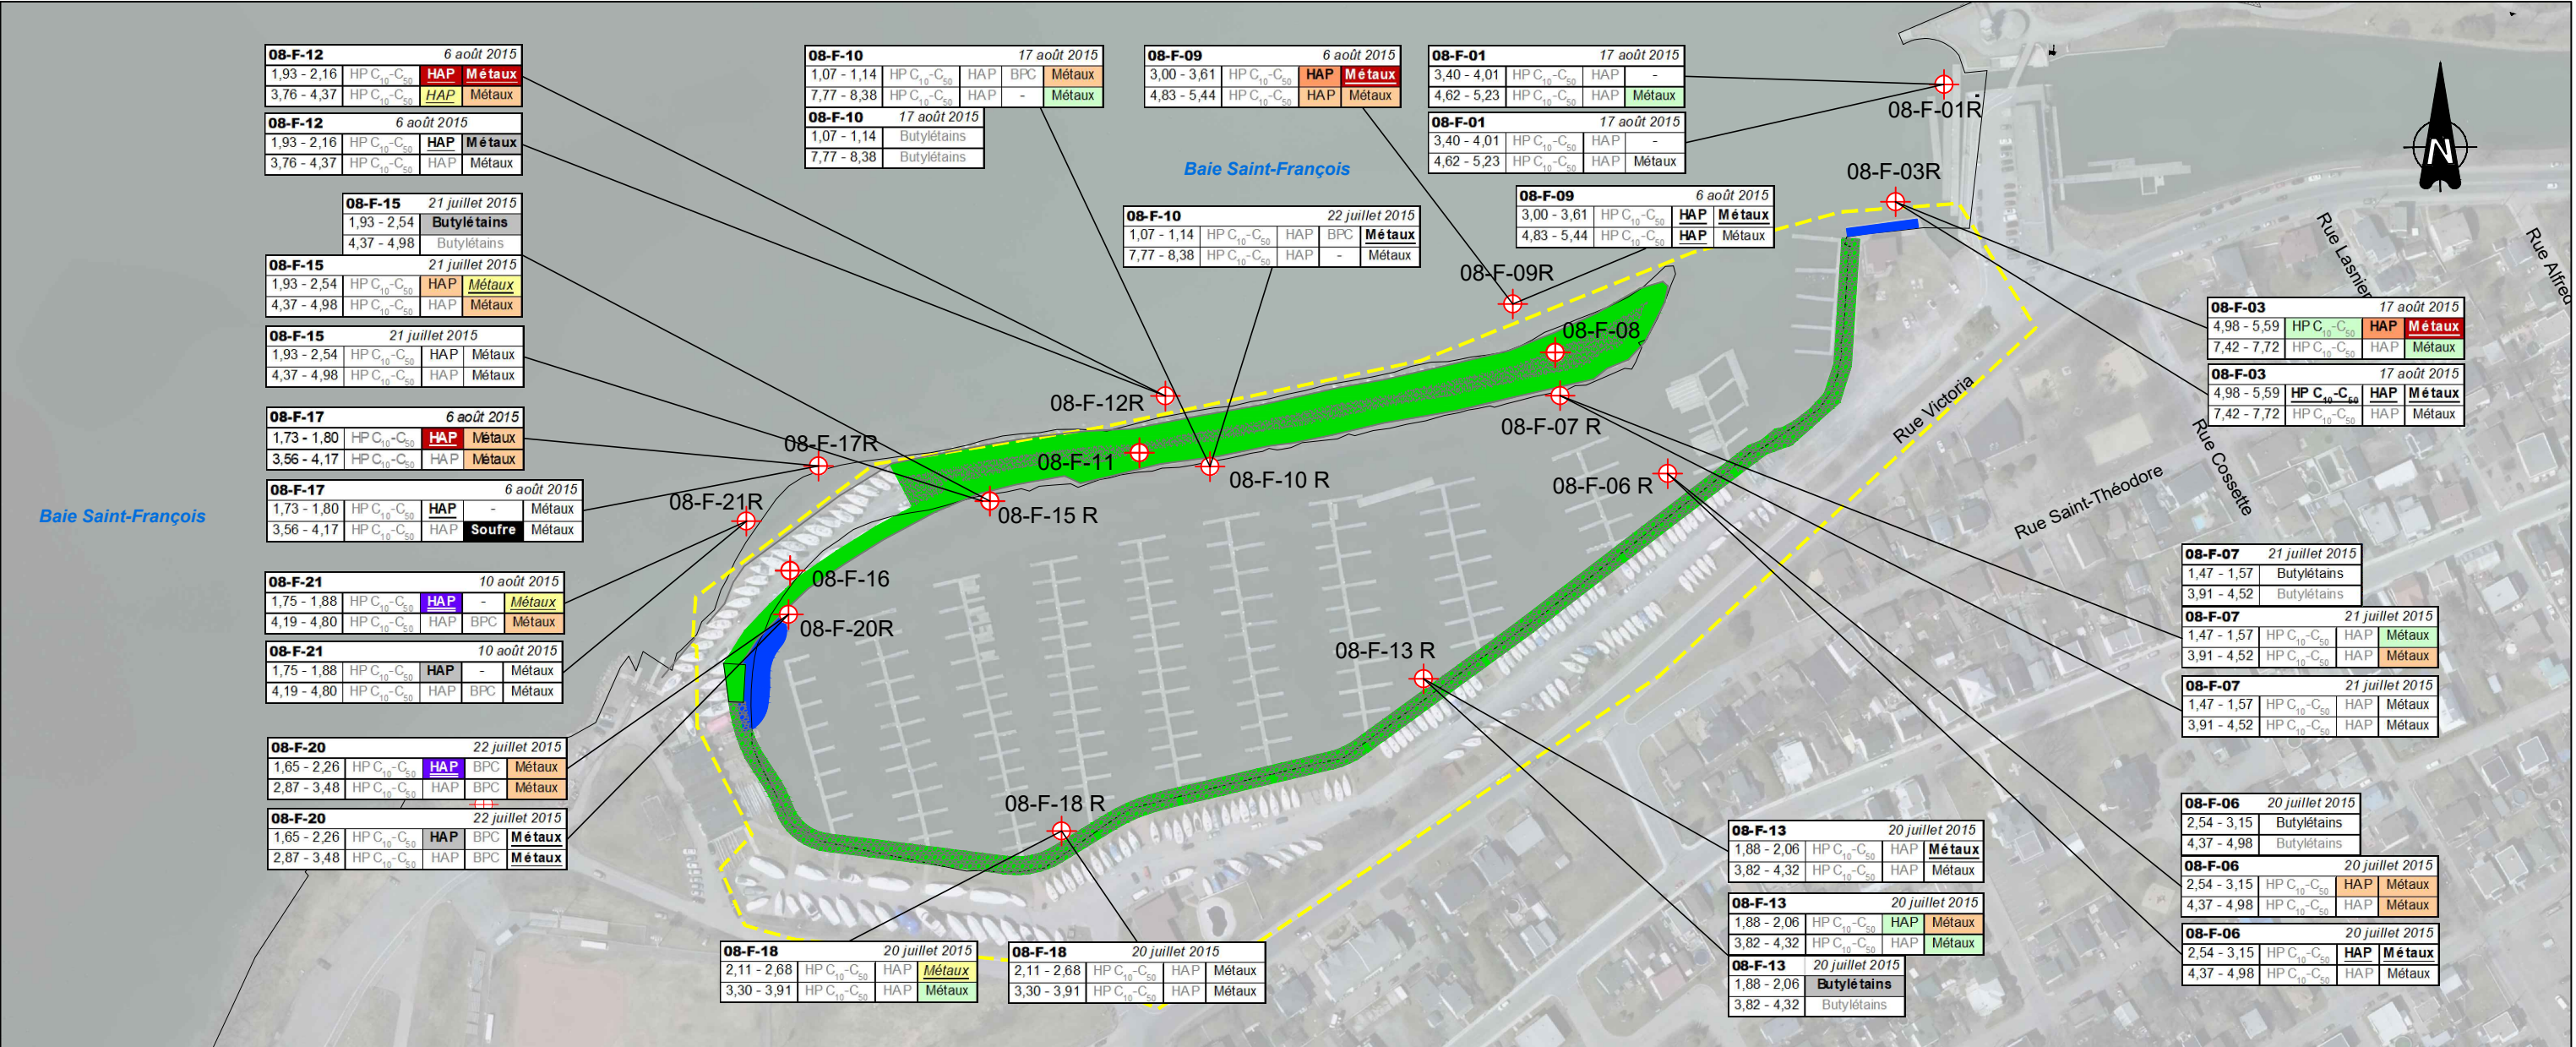 08-F-12 6 août 2015
1,93 - 2,16 HP C10-C50 HAP Métaux
3,76 - 4,37 HP C10-C50 HAP Métaux
08-F-12 6 août 2015
1,93 - 2,16 HP C10-C50 HAP Métaux
3,76 - 4,37 HP C10-C50 HAP Métaux
08-F-15 21 juillet 2015
1,93 - 2,54 Butylétains
4,37 - 4,98 Butylétains
08-F-15 21 juillet 2015
1,93 - 2,54 HP C10-C50 HAP Métaux
4,37 - 4,98 HP C10-C50 HAP Métaux
08-F-15 21 juillet 2015
1,93 - 2,54 HP C10-C50 HAP Métaux
4,37 - 4,98 HP C10-C50 HAP Métaux
08-F-17 6 août 2015
1,73 - 1,80 HP C10-C50 HAP Métaux
3,56 - 4,17 HP C10-C50 HAP Métaux
08-F-17 6 août 2015
1,73 - 1,80 HP C10-C50 HAP - Métaux
3,56 - 4,17 HP C10-C50 HAP Soufre Métaux
08-F-21 10 août 2015
1,75 - 1,88 HP C10-C50 HAP - Métaux
4,19 - 4,80 HP C10-C50 HAP BPC Métaux
08-F-21 10 août 2015
1,75 - 1,88 HP C10-C50 HAP - Métaux
4,19 - 4,80 HP C10-C50 HAP BPC Métaux
08-F-20 22 juillet 2015
1,65 - 2,26 HP C10-C50 HAP BPC Métaux
2,87 - 3,48 HP C10-C50 HAP BPC Métaux
08-F-20 22 juillet 2015
1,65 - 2,26 HP C10-C50 HAP BPC Métaux
2,87 - 3,48 HP C10-C50 HAP BPC Métaux
Baie Saint-François
08-F-10 17 août 2015
1,07 - 1,14 HP C10-C50 HAP BPC Métaux
7,77 - 8,38 HP C10-C50 HAP - Métaux
08-F-10 17 août 2015
1,07 - 1,14 Butylétains
7,77 - 8,38 Butylétains
08-F-09 6 août 2015
3,00 - 3,61 HP C10-C50 HAP Métaux
4,83 - 5,44 HP C10-C50 HAP Métaux
08-F-01 17 août 2015
3,40 - 4,01 HP C10-C50 HAP -
4,62 - 5,23 HP C10-C50 HAP Métaux
08-F-01 17 août 2015
3,40 - 4,01 HP C10-C50 HAP -
4,62 - 5,23 HP C10-C50 HAP Métaux
Baie Saint-François
08-F-10 22 juillet 2015
1,07 - 1,14 HP C10-C50 HAP BPC Métaux
7,77 - 8,38 HP C10-C50 HAP - Métaux
08-F-09 6 août 2015
3,00 - 3,61 HP C10-C50 HAP Métaux
4,83 - 5,44 HP C10-C50 HAP Métaux
08-F-01R
08-F-03R
N
Rue Lasnier
Rue Alfred
08-F-09R
08-F-08
08-F-12R
08-F-07 R
08-F-17R
08-F-11
08-F-10 R
08-F-06 R
08-F-21R
08-F-15 R
08-F-16
08-F-20R
08-F-13 R
08-F-18 R
Rue Victoria
Rue Saint-Théodore
Rue Cossette
08-F-03 17 août 2015
4,98 - 5,59 HP C10-C50 HAP Métaux
7,42 - 7,72 HP C10-C50 HAP Métaux
08-F-03 17 août 2015
4,98 - 5,59 HP C10-C50 HAP Métaux
7,42 - 7,72 HP C10-C50 HAP Métaux
08-F-07 21 juillet 2015
1,47 - 1,57 Butylétains
3,91 - 4,52 Butylétains
08-F-07 21 juillet 2015
1,47 - 1,57 HP C10-C50 HAP Métaux
3,91 - 4,52 HP C10-C50 HAP Métaux
08-F-07 21 juillet 2015
1,47 - 1,57 HP C10-C50 HAP Métaux
3,91 - 4,52 HP C10-C50 HAP Métaux
08-F-06 20 juillet 2015
2,54 - 3,15 Butylétains
4,37 - 4,98 Butylétains
08-F-06 20 juillet 2015
2,54 - 3,15 HP C10-C50 HAP Métaux
4,37 - 4,98 HP C10-C50 HAP Métaux
08-F-06 20 juillet 2015
2,54 - 3,15 HP C10-C50 HAP Métaux
4,37 - 4,98 HP C10-C50 HAP Métaux
08-F-13 20 juillet 2015
1,88 - 2,06 HP C10-C50 HAP Métaux
3,82 - 4,32 HP C10-C50 HAP Métaux
08-F-13 20 juillet 2015
1,88 - 2,06 HP C10-C50 HAP Métaux
3,82 - 4,32 HP C10-C50 HAP Métaux
08-F-13 20 juillet 2015
1,88 - 2,06 Butylétains
3,82 - 4,32 Butylétains
08-F-18 20 juillet 2015
2,11 - 2,68 HP C10-C50 HAP Métaux
3,30 - 3,91 HP C10-C50 HAP Métaux
08-F-18 20 juillet 2015
2,11 - 2,68 HP C10-C50 HAP Métaux
3,30 - 3,91 HP C10-C50 HAP Métaux